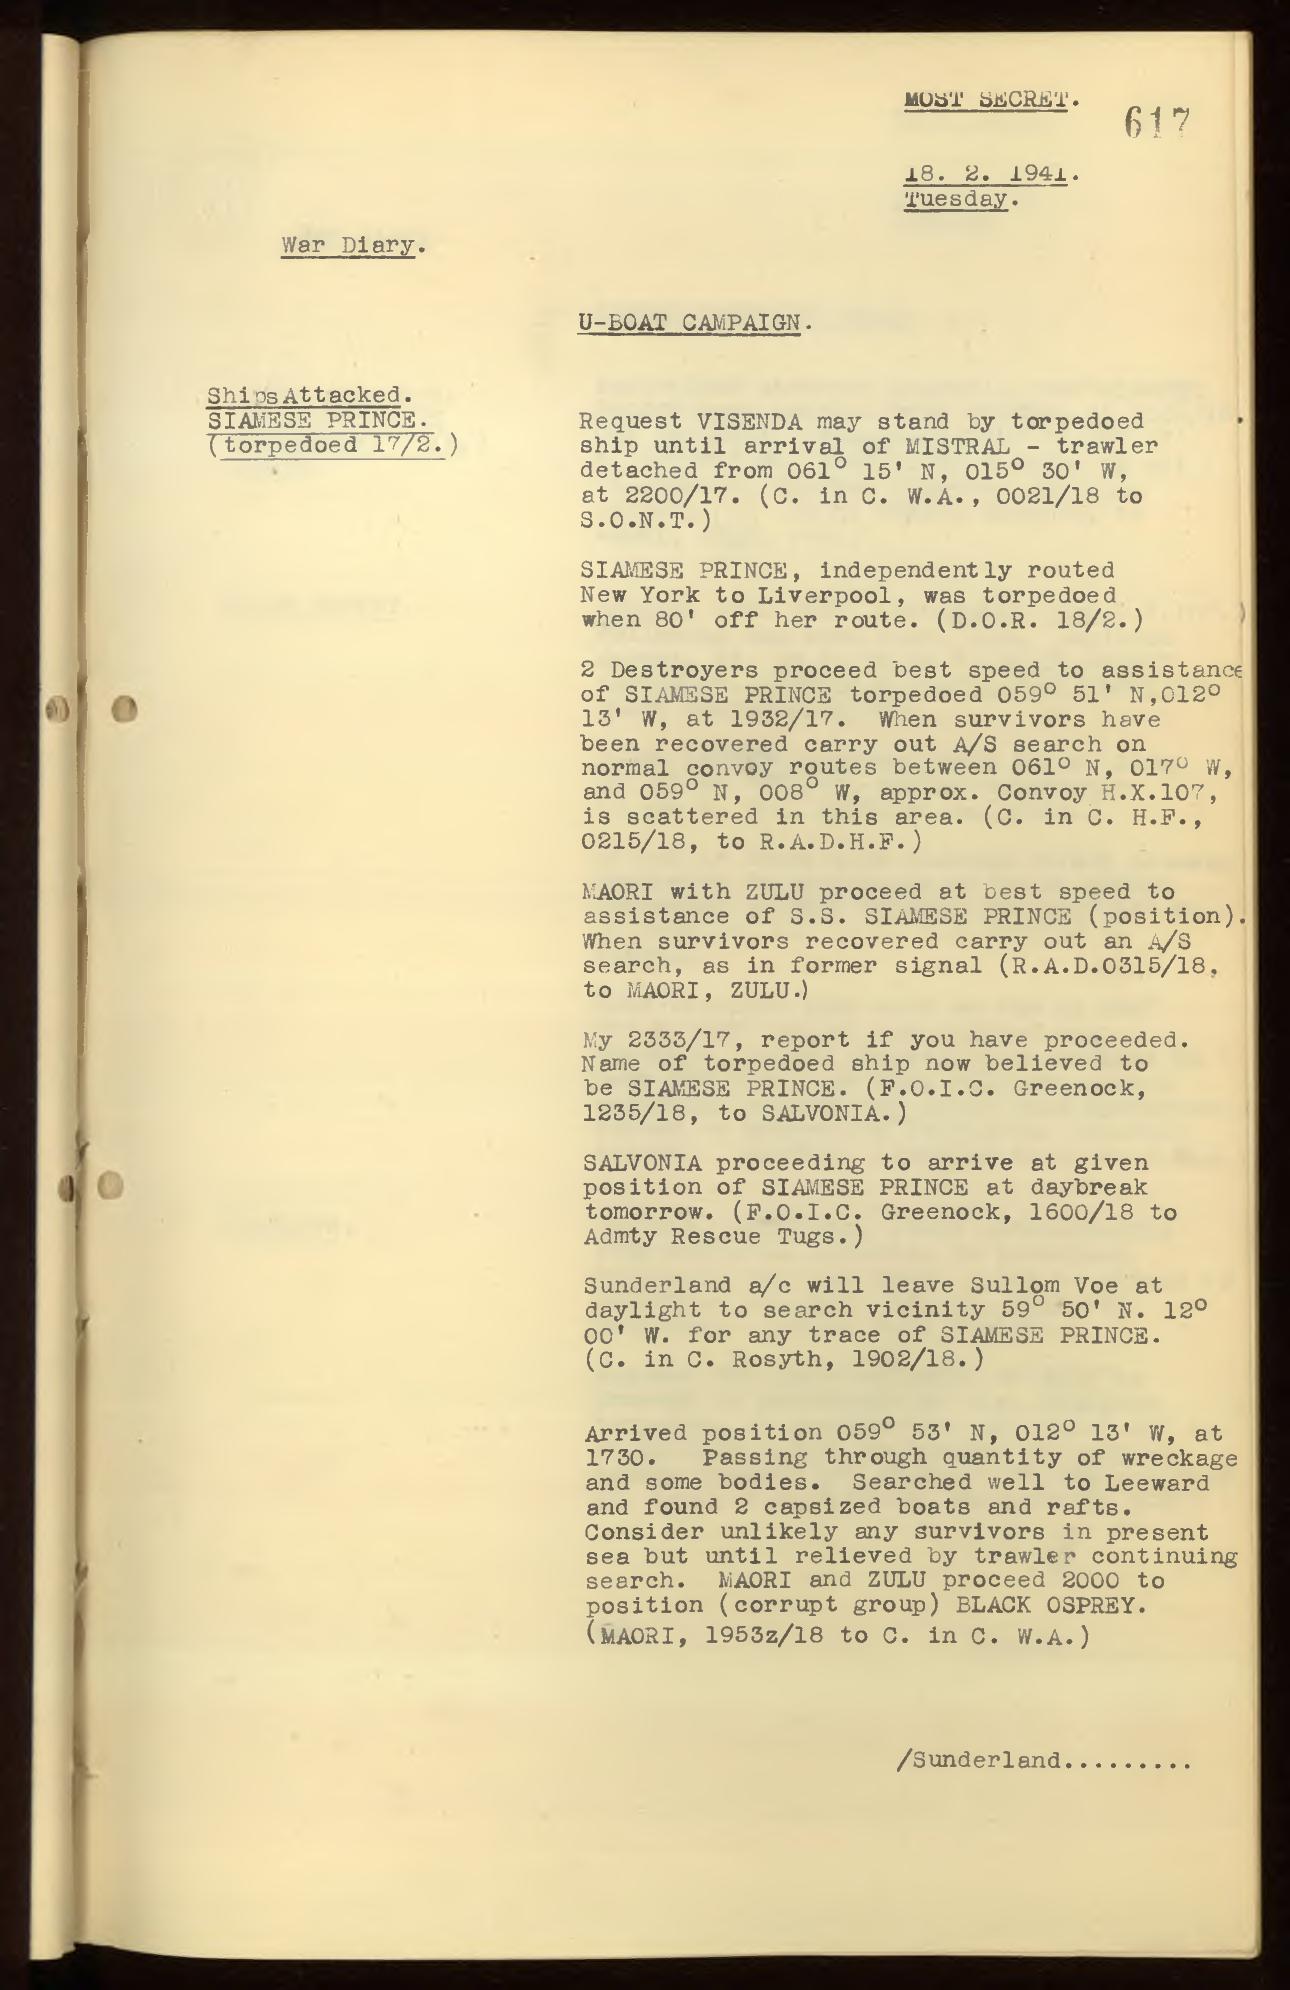 MOST SECRET.
617
18. 2. 1941.
Tuesday.
War Diary.
U-BOAT CAMPAIGN.
Ships Attacked.
SIAMESE PRINCE.
(torpedoed 17/2.)
Request VISENDA may stand by torpedoed
ship until arrival of MISTRAL - trawler
detached from 061° 15' N, 015° 30' W,
at 2200/17. (C. in C. W.A., 0021/18 to
S.O.N.T.)
SIAMESE PRINCE, independently routed
New York to Liverpool, was torpedoed
when 80' off her route. (D.O.R. 18/2.)
2 Destroyers proceed best speed to assistance
of SIAMESE PRINCE torpedoed 059° 51' N,012°
13' W, at 1932/17. When survivors have
been recovered carry out A/S search on
normal convoy routes between 061° N, 017° W,
and 059° N, 008° W, approx. Convoy H.X.107,
is scattered in this area. (C. in C. H.F.,
0215/18, to R.A.D.H.F.)
MAORI with ZULU proceed at best speed to
assistance of S.S. SIAMESE PRINCE (position).
When survivors recovered carry out an A/S
search, as in former signal (R.A.D.0315/18,
to MAORI, ZULU.)
My 2333/17, report if you have proceeded.
Name of torpedoed ship now believed to
be SIAMESE PRINCE. (F.O.I.C. Greenock,
1235/18, to SALVONIA.)
SALVONIA proceeding to arrive at given
position of SIAMESE PRINCE at daybreak
tomorrow. (F.O.I.C. Greenock, 1600/18 to
Admty Rescue Tugs.)
Sunderland a/c will leave Sullom Voe at
daylight to search vicinity 59° 50' N. 12°
00' W. for any trace of SIAMESE PRINCE.
(C. in C. Rosyth, 1902/18.)
Arrived position 059° 53' N, 012° 13' W, at
1730. Passing through quantity of wreckage
and some bodies. Searched well to Leeward
and found 2 capsized boats and rafts.
Consider unlikely any survivors in present
sea but until relieved by trawler continuing
search. MAORI and ZULU proceed 2000 to
position (corrupt group) BLACK OSPREY.
(MAORI, 1953z/18 to C. in C. W.A.)
/Sunderland.........